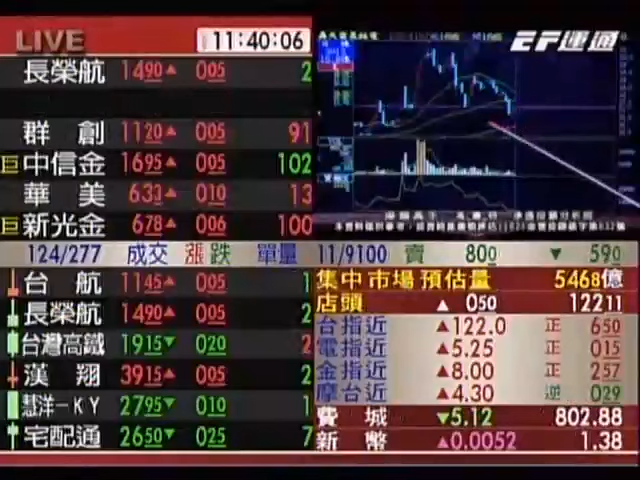 LIVE 11:40:06
EF運通
長榮航 1490▲ 005 2
群創 1120▲ 005 91
巨中信金 1695▲ 005 102
華美 633▲ 010 13
巨新光金 678▲ 006 100
124/277 成交 漲跌 單量
11/9100 賣 800 ▼ 590
台航 1145▲ 005 1
長榮航 1490▲ 005 2
台灣高鐵 1915▼ 020 2
漢翔 3915▲ 005 2
慧洋-KY 2795▼ 010 1
宅配通 2650▼ 025 7
集中市場預估量 5468億
店頭 ▲ 050 12211
台指近 ▲122.0 正 650
電指近 ▲5.25 正 015
金指近 ▲8.00 正 257
摩台近 ▲4.30 逆 029
費城 ▼5.12 802.88
新幣 ▲0.0052 1.38